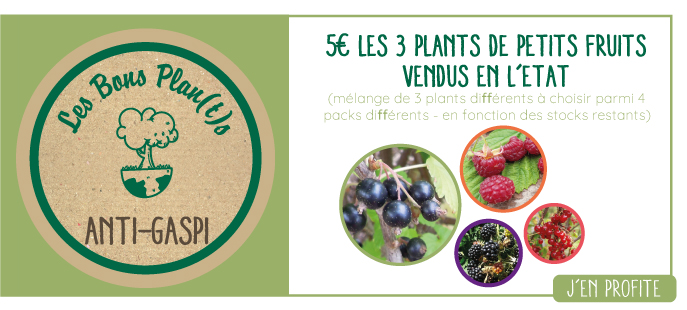 Les Bons Plan(t)s
ANTI-GASPI
5€ LES 3 PLANTS DE PETITS FRUITS
VENDUS EN L'ETAT
(mélange de 3 plants différents à choisir parmi 4
packs différents - en fonction des stocks restants)
J'EN PROFITE